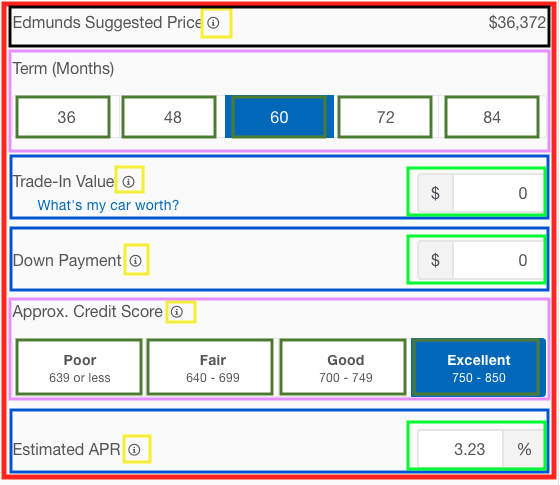 Edmunds Suggested Price $36,372
Term (Months)
36 48 60 72 84
Trade-In Value $ 0
What's my car worth?
Down Payment $ 0
Approx. Credit Score
Poor Fair Good Excellent
639 or less 640 - 699 700 - 749 750 - 850
Estimated APR 3.23 %